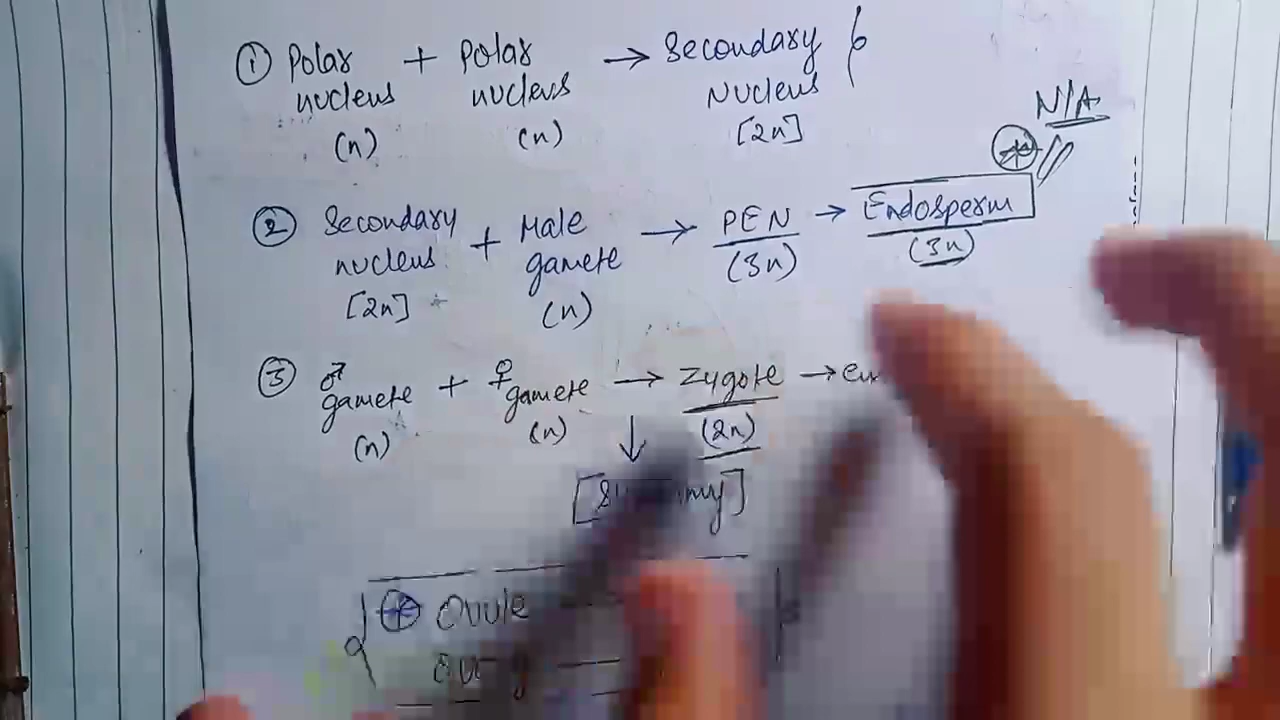 ① Polar nucleus (n) + Polar nucleus (n) → Secondary Nucleus [2n]
N/A
② Secondary nucleus [2n] + Male gamete (n) → PEN (3n) → Endosperm (3n)
③ ♂ gamete (n) + ♀ gamete (n) → Zygote (2n) →
↓
Ovule